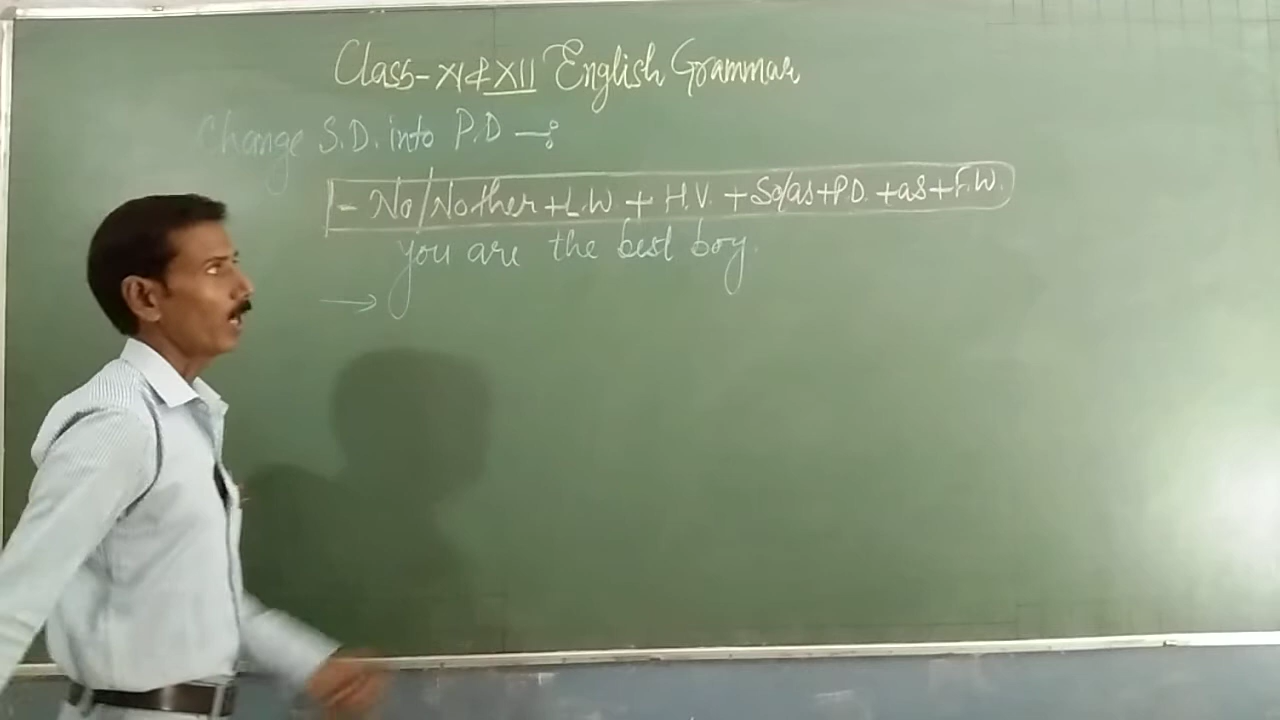 Class- XI & XII English Grammar
Change S.D. into P.D -:
- No/No other + L.W + H.V. + So/as + P.D. + as + F.W.
you are the best boy.
→